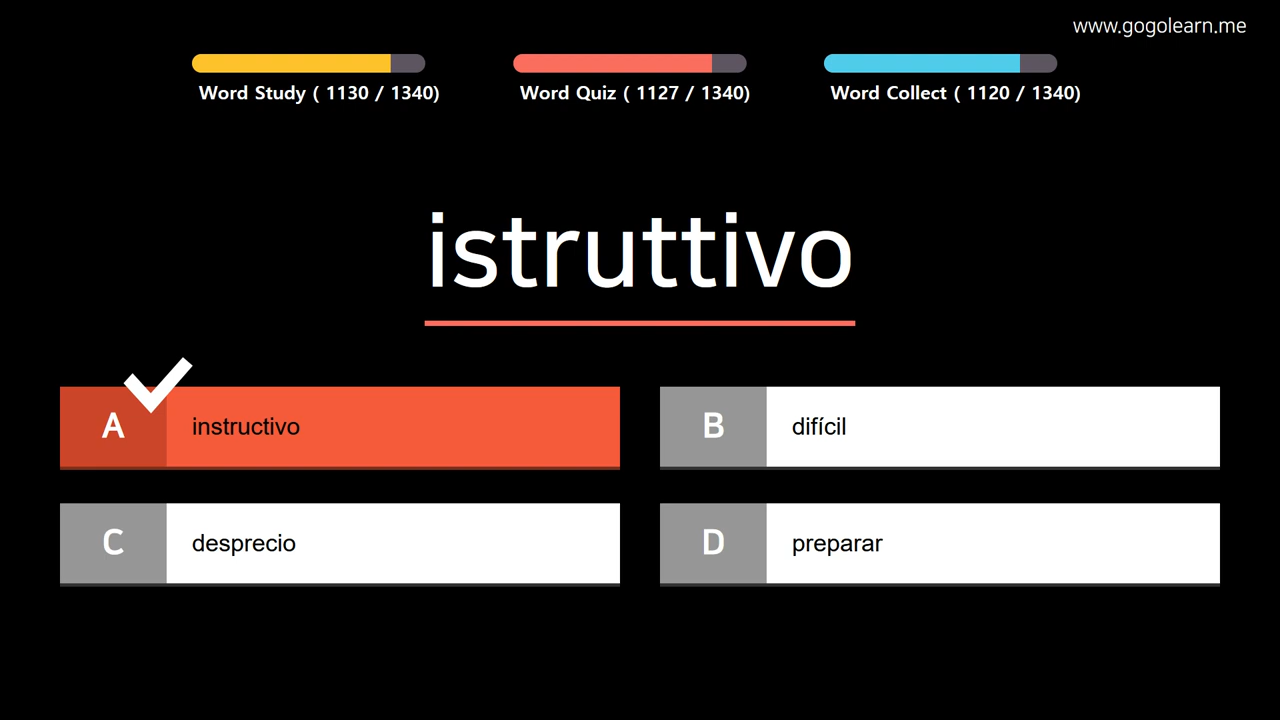 www.gogolearn.me
Word Study ( 1130 / 1340)
Word Quiz ( 1127 / 1340)
Word Collect ( 1120 / 1340)
istruttivo
A instructivo
B difícil
C desprecio
D preparar